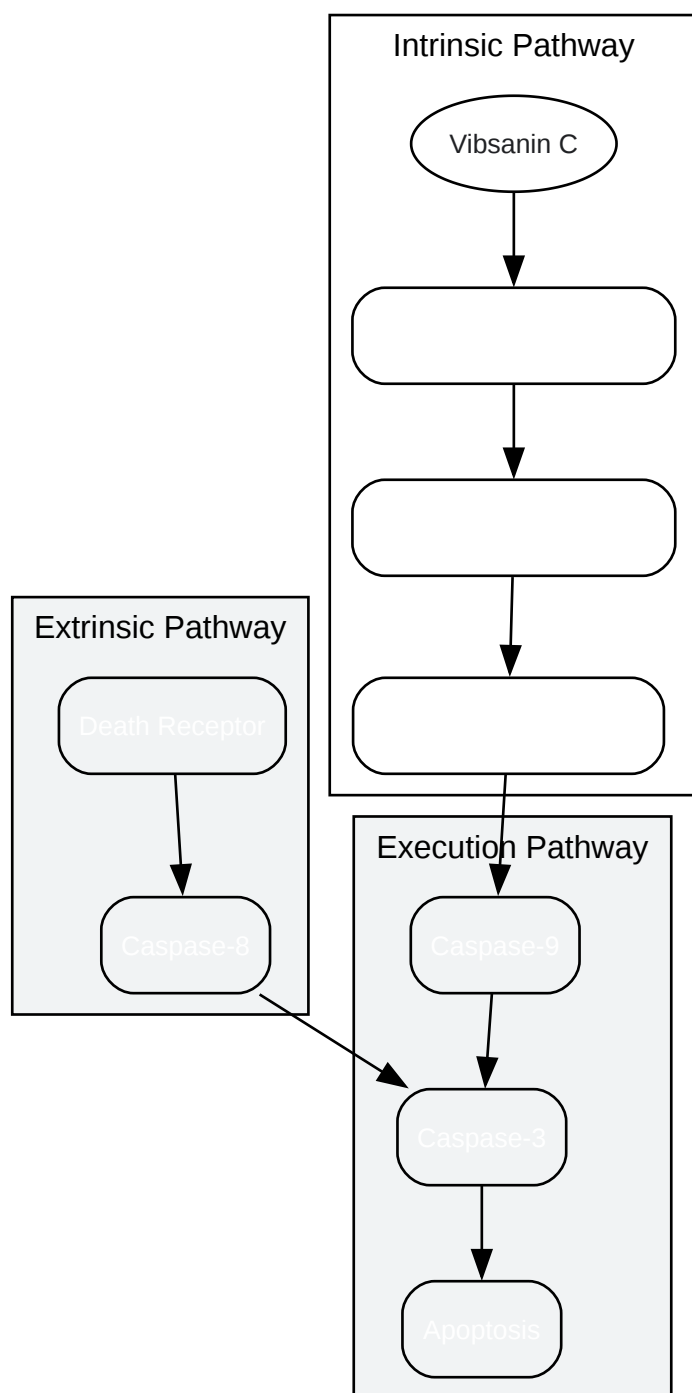 Intrinsic Pathway
Vibsanin C
Extrinsic Pathway
Death Receptor
Execution Pathway
Caspase-8
Caspase-9
Caspase-3
Apoptosis